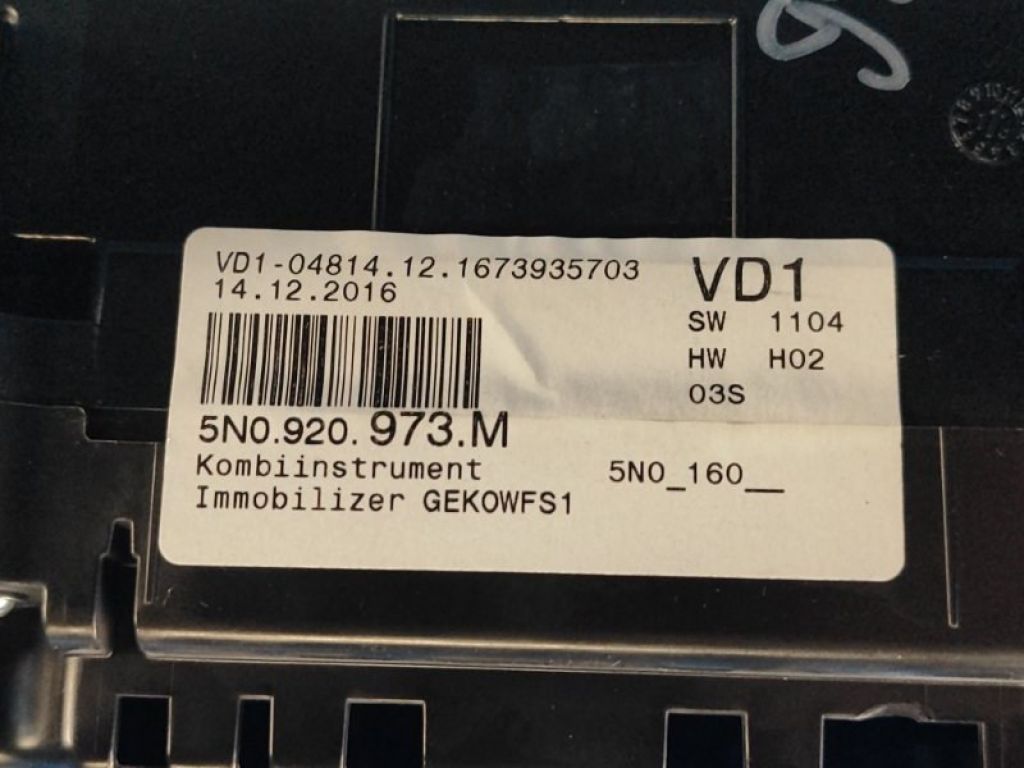 VD1-04814.12.1673935703
14.12.2016
VD1
SW 1104
HW H02
03S
5N0.920.973.M
Kombiinstrument 5N0_160__
Immobilizer GEKOWFS1